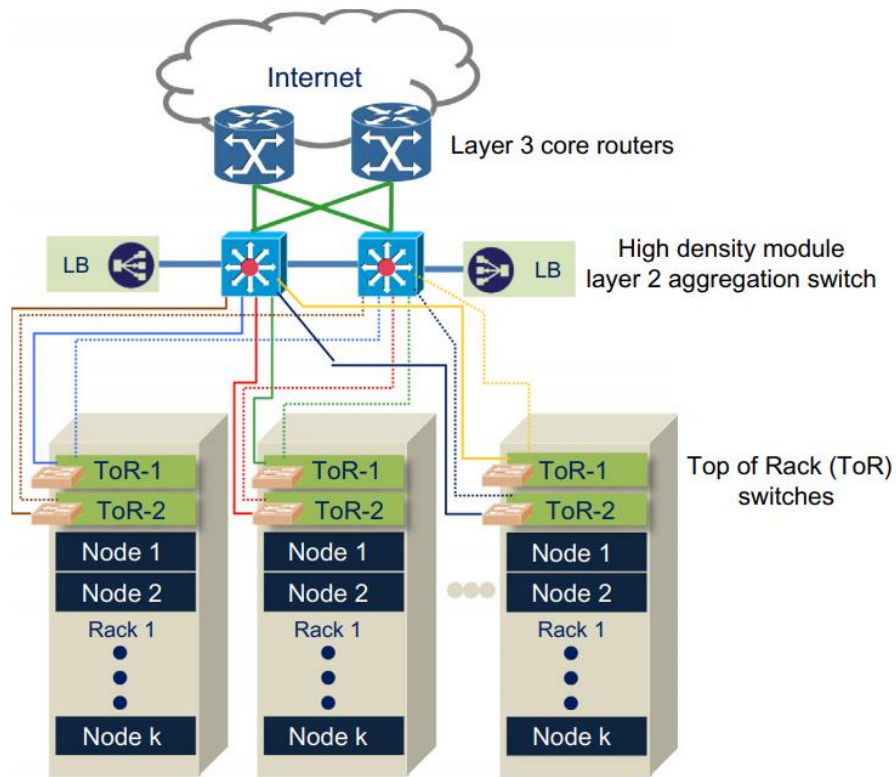 Internet
Layer 3 core routers
LB
LB
High density module
layer 2 aggregation switch
ToR-1
ToR-2
Node 1
Node 2
Rack 1
Node k
ToR-1
ToR-2
Node 1
Node 2
Rack 1
Node k
ToR-1
ToR-2
Node 1
Node 2
Rack 1
Node k
Top of Rack (ToR)
switches